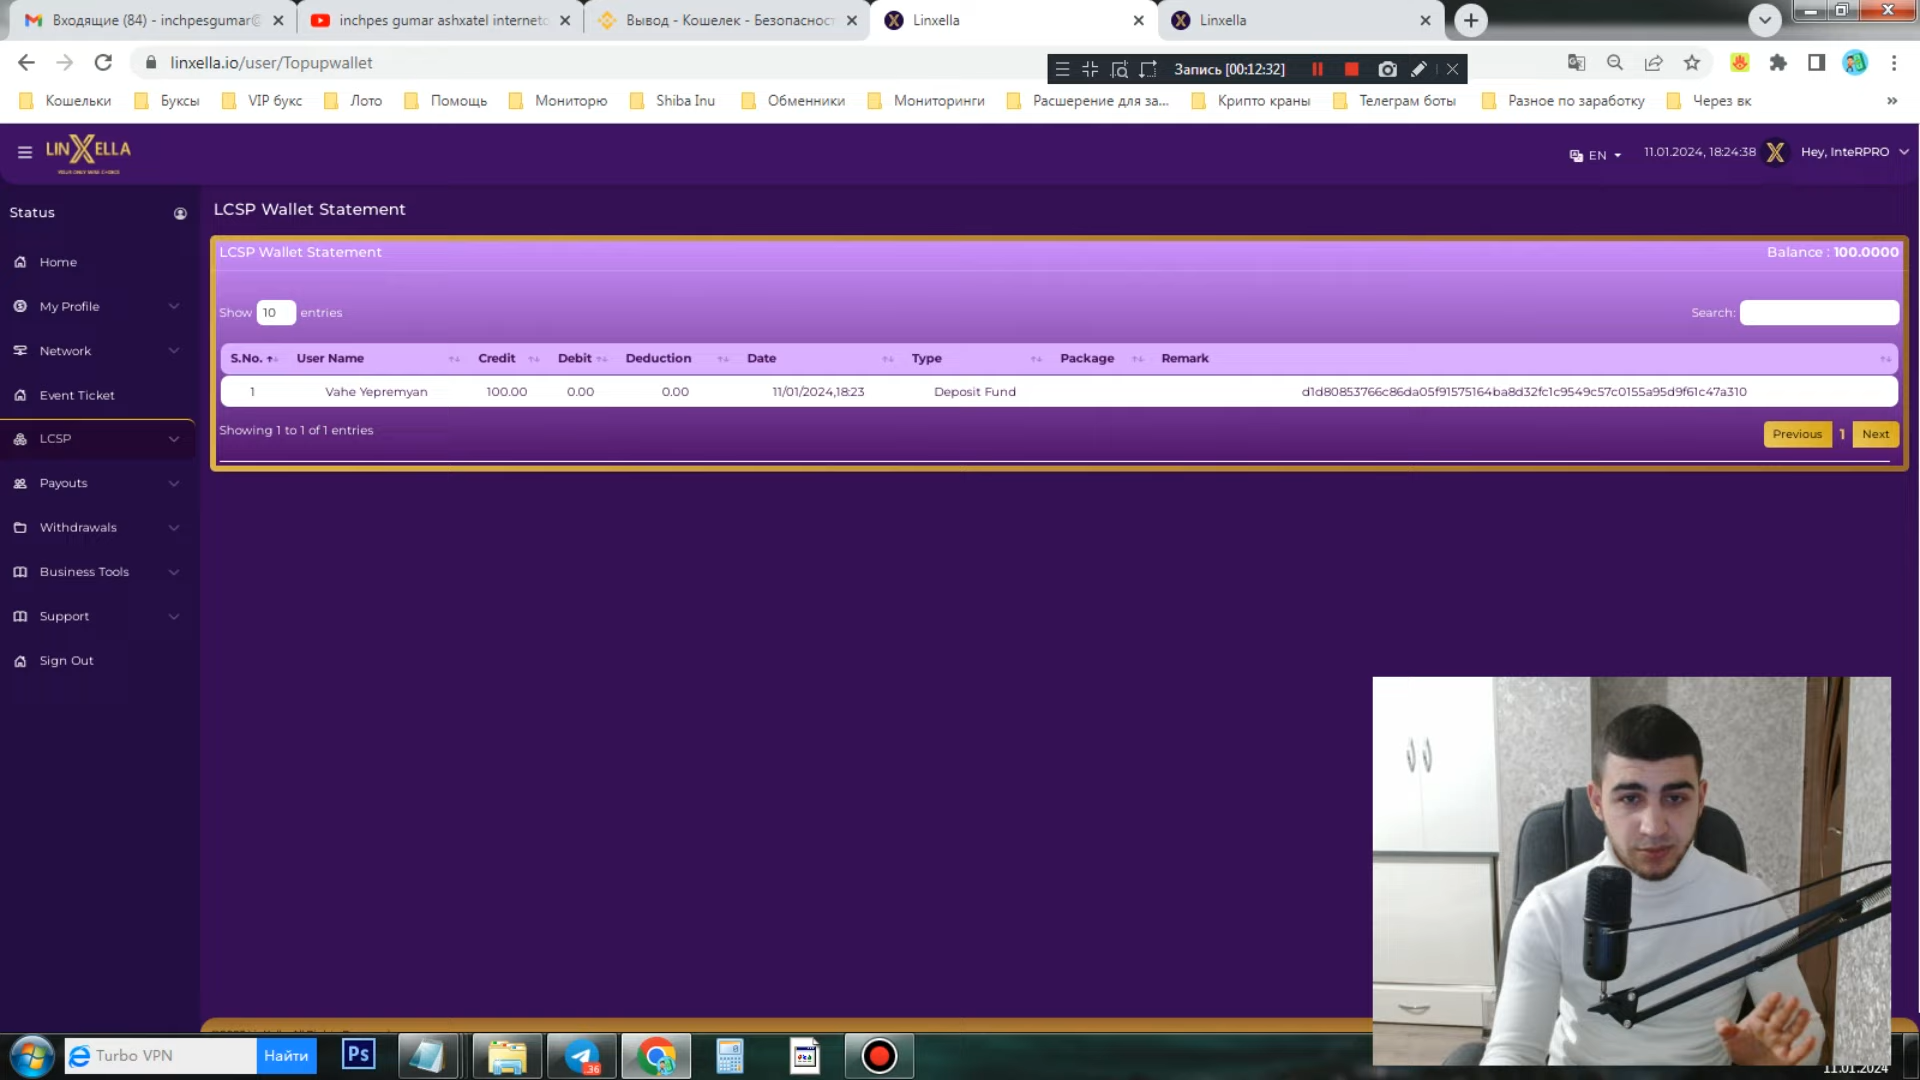 Входящие (84) - inchpesgumar@
inchpes gumar ashxatel internetc
Вывод - Кошелек - Безопасност
Linxella
Linxella
linxella.io/user/Topupwallet
Запись [00:12:32]
Кошельки
Буксы
VIP букс
Лото
Помощь
Мониторю
Shiba Inu
Обменники
Мониторинги
Расшерение для за...
Крипто краны
Телеграм боты
Разное по заработку
Через вк
LINXELLA
EN
11.01.2024, 18:24:38
Hey, InteRPRO
Status
Home
My Profile
Network
Event Ticket
LCSP
Payouts
Withdrawals
Business Tools
Support
Sign Out
LCSP Wallet Statement
LCSP Wallet Statement
Balance : 100.0000
Show 10 entries
Search:
S.No. User Name Credit Debit Deduction Date Type Package Remark
1 Vahe Yepremyan 100.00 0.00 0.00 11/01/2024,18:23 Deposit Fund d1d80853766c86da05f91575164ba8d32fc1c9549c57c0155a95d9f61c47a310
Showing 1 to 1 of 1 entries
Previous 1 Next
Turbo VPN
Найти
Ps
36
11.01.2024